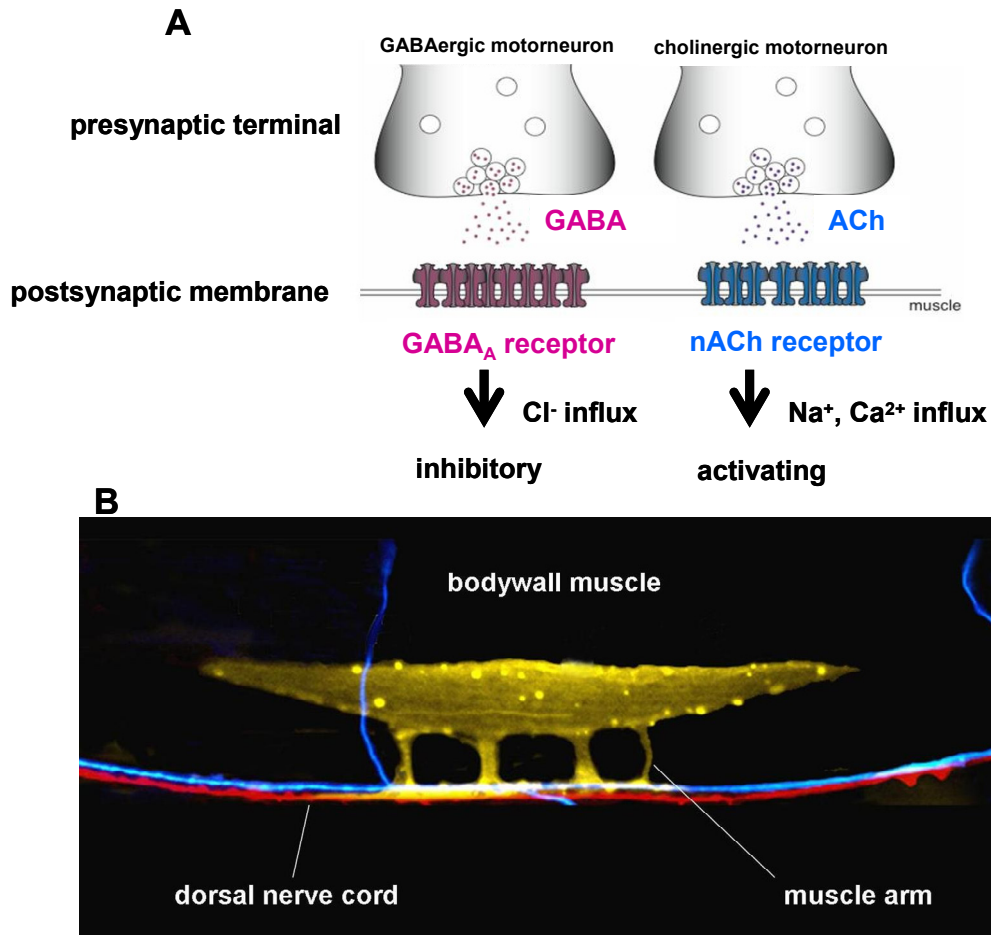 A
GABAergic motorneuron
cholinergic motorneuron
presynaptic terminal
GABA
ACh
postsynaptic membrane
muscle
GABAA receptor
nACh receptor
Cl- influx
Na+, Ca2+ influx
inhibitory
activating
B
bodywall muscle
dorsal nerve cord
muscle arm